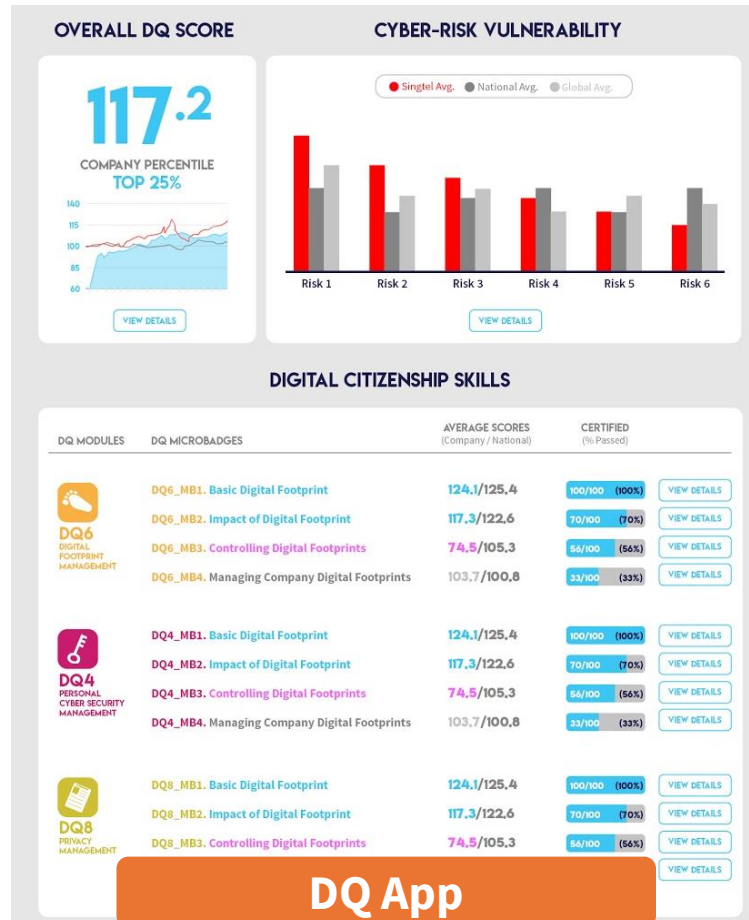 OVERALL DQ SCORE
117.2
COMPANY PERCENTILE
TOP 25%
140
115
100
85
60
VIEW DETAILS
CYBER-RISK VULNERABILITY
Singtel Avg. National Avg. Global Avg.
Risk 1 Risk 2 Risk 3 Risk 4 Risk 5 Risk 6
VIEW DETAILS
DIGITAL CITIZENSHIP SKILLS
DQ MODULES DQ MICROBADGES AVERAGE SCORES CERTIFIED
(Company / National) (% Passed)
DQ6
DIGITAL
FOOTPRINT
MANAGEMENT
DQ6_MB1. Basic Digital Footprint 124.1/125.4 100/100 (100%) VIEW DETAILS
DQ6_MB2. Impact of Digital Footprint 117.3/122.6 70/100 (70%) VIEW DETAILS
DQ6_MB3. Controlling Digital Footprints 74.5/105.3 56/100 (56%) VIEW DETAILS
DQ6_MB4. Managing Company Digital Footprints 103.7/100.8 33/100 (33%) VIEW DETAILS
DQ4
PERSONAL
CYBER SECURITY
MANAGEMENT
DQ4_MB1. Basic Digital Footprint 124.1/125.4 100/100 (100%) VIEW DETAILS
DQ4_MB2. Impact of Digital Footprint 117.3/122.6 70/100 (70%) VIEW DETAILS
DQ4_MB3. Controlling Digital Footprints 74.5/105.3 56/100 (56%) VIEW DETAILS
DQ4_MB4. Managing Company Digital Footprints 103.7/100.8 33/100 (33%) VIEW DETAILS
DQ8
PRIVACY
MANAGEMENT
DQ8_MB1. Basic Digital Footprint 124.1/125.4 100/100 (100%) VIEW DETAILS
DQ8_MB2. Impact of Digital Footprint 117.3/122.6 70/100 (70%) VIEW DETAILS
DQ8_MB3. Controlling Digital Footprints 74.5/105.3 56/100 (56%) VIEW DETAILS
VIEW DETAILS
DQ App